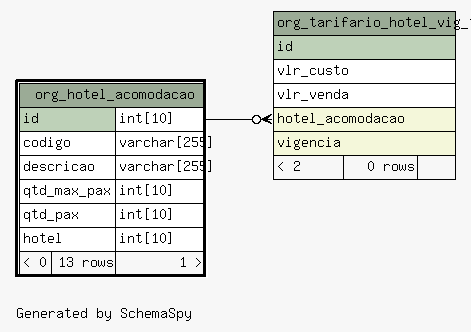 org_tarifario_hotel_vig_
id
vlr_custo
vlr_venda
hotel_acomodacao
vigencia
< 2 0 rows
org_hotel_acomodacao
id int[10]
codigo varchar[255]
descricao varchar[255]
qtd_max_pax int[10]
qtd_pax int[10]
hotel int[10]
< 0 13 rows 1 >
Generated by SchemaSpy